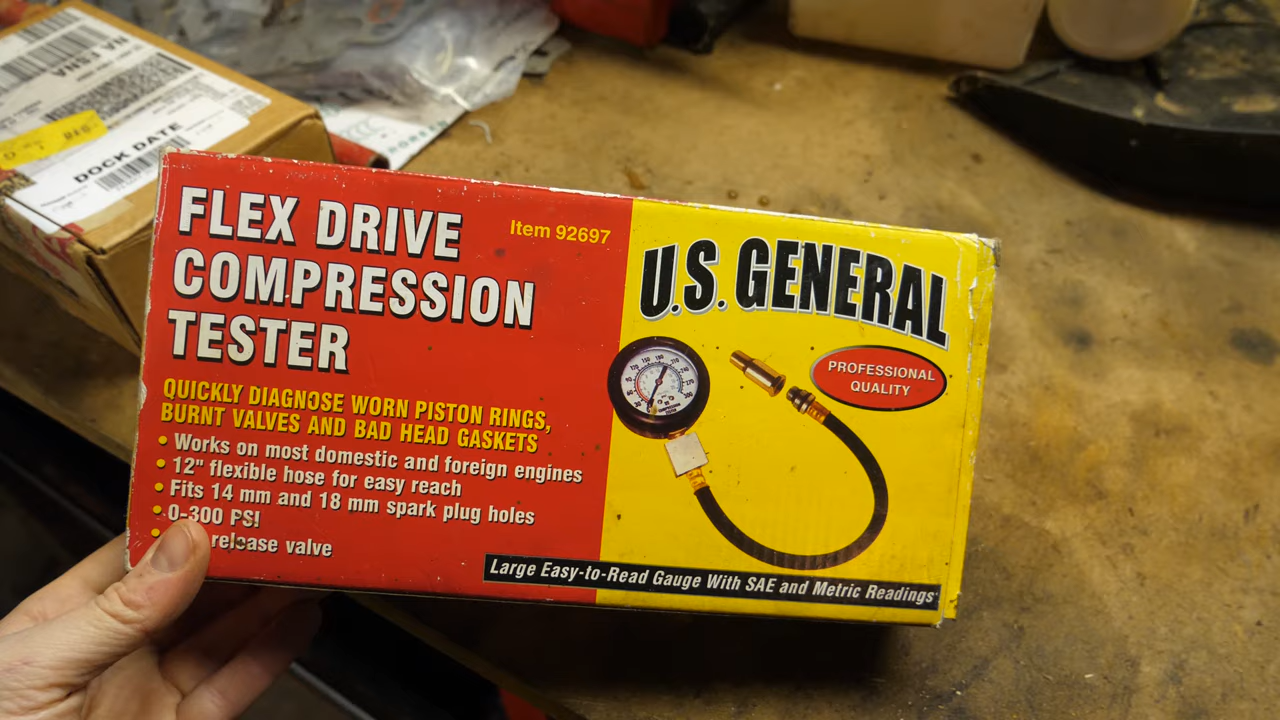 DOCK DATE
FLEX DRIVE
COMPRESSION
TESTER
Item 92697
QUICKLY DIAGNOSE WORN PISTON RINGS,
BURNT VALVES AND BAD HEAD GASKETS
• Works on most domestic and foreign engines
• 12" flexible hose for easy reach
• Fits 14 mm and 18 mm spark plug holes
• 0-300 PSI
release valve
U.S. GENERAL
PROFESSIONAL
QUALITY
Large Easy-to-Read Gauge With SAE and Metric Readings